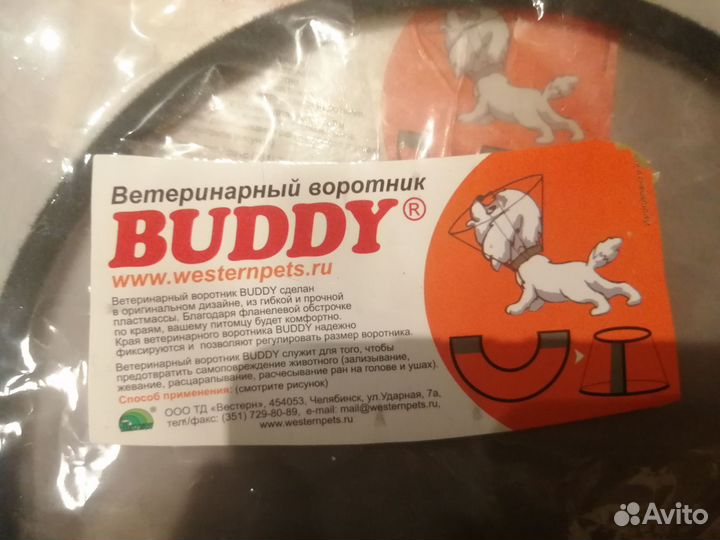 Ветеринарный воротник
BUDDY®
www.westernpets.ru
Ветеринарный воротник BUDDY сделан
в оригинальном дизайне, из гибкой и прочной
пластмассы. Благодаря фланелевой обстрочке
по краям, вашему питомцу будет комфортно.
Края ветеринарного воротника BUDDY надежно
фиксируются и позволяют регулировать размер воротника.
Ветеринарный воротник BUDDY служит для того, чтобы
предотвратить самоповреждение животного (зализывание,
жевание, расцарапывание, расчесывание ран на голове и ушах).
Способ применения: (смотрите рисунок)
ООО ТД «Вестерн», 454053, Челябинск, ул.Ударная, 7а,
тел/факс: (351) 729-80-89, e-mail: mail@westernpets.ru,
www.westernpets.ru
Avito